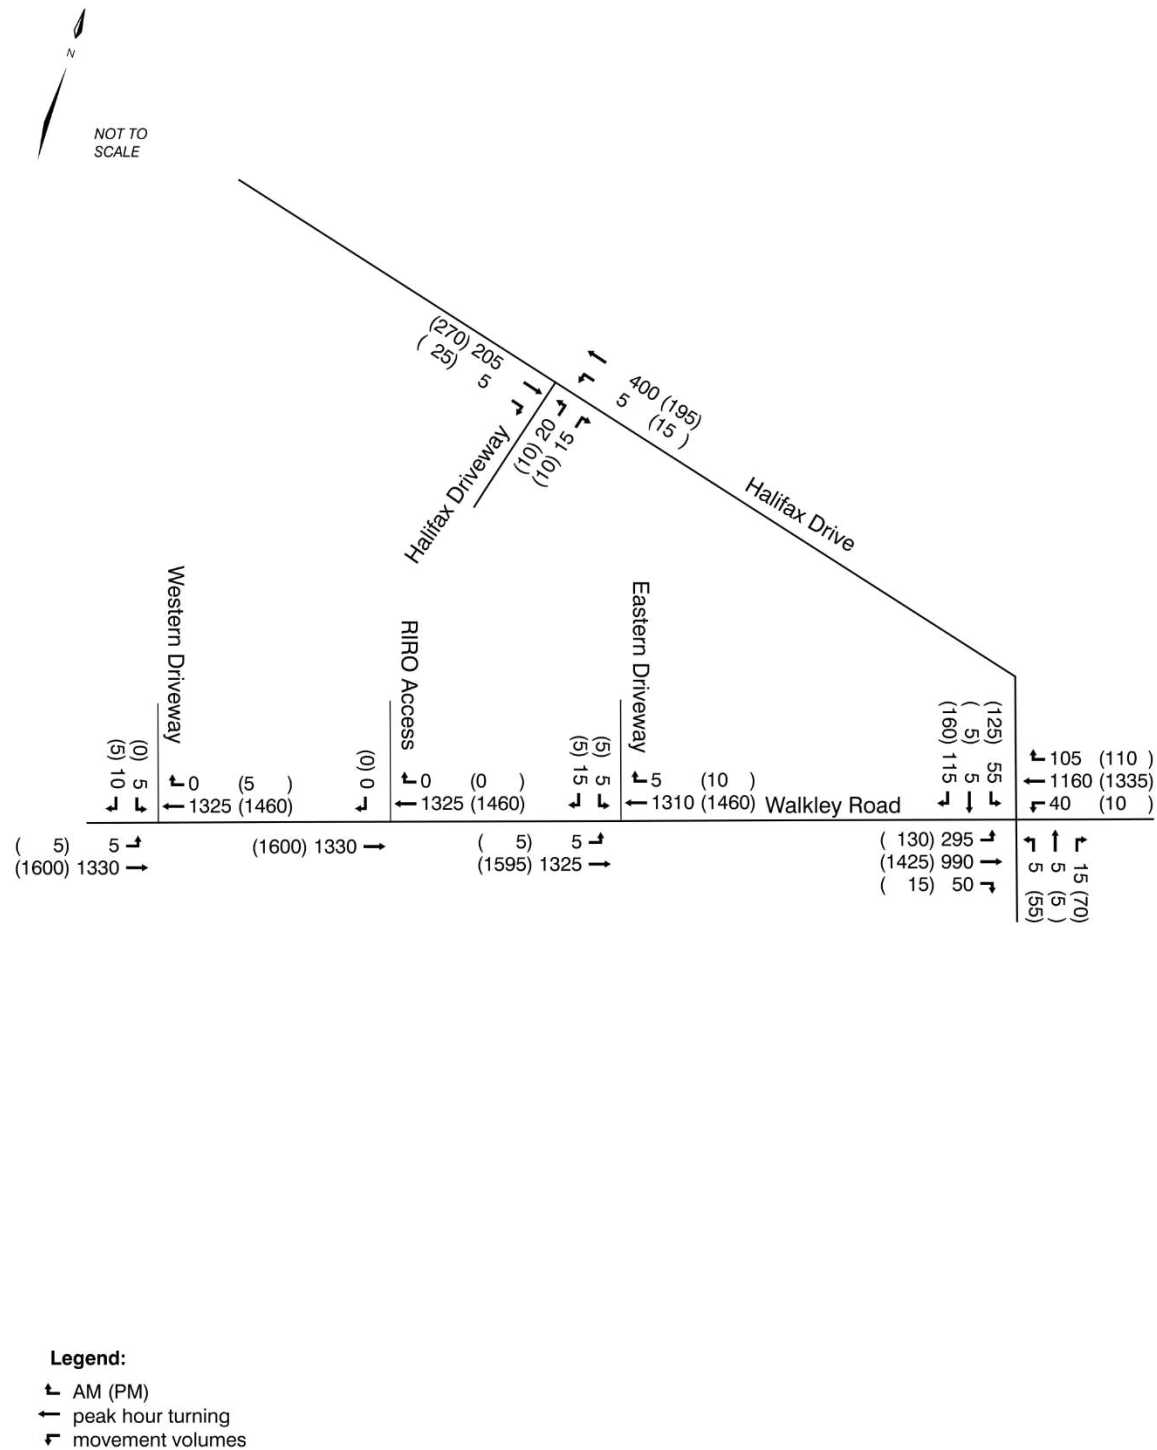 N
NOT TO
SCALE
(270) 205
( 25) 5
400 (195)
5 (15 )
(10) 20
(10) 15
Halifax Driveway
Halifax Drive
Western Driveway
RIRO Access
Eastern Driveway
(5) 10
(0) 5
0 (5 )
1325 (1460)
(0) 0
0 (0 )
1325 (1460)
(5) 15
(5) 5
5 (10 )
1310 (1460)
Walkley Road
(160) 115
( 5) 5
(125) 55
105 (110 )
1160 (1335)
40 (10 )
( 5) 5
(1600) 1330
(1600) 1330
( 5) 5
(1595) 1325
( 130) 295
(1425) 990
( 15) 50
5 (55)
5 (5 )
15 (70)
Legend:
AM (PM)
peak hour turning
movement volumes